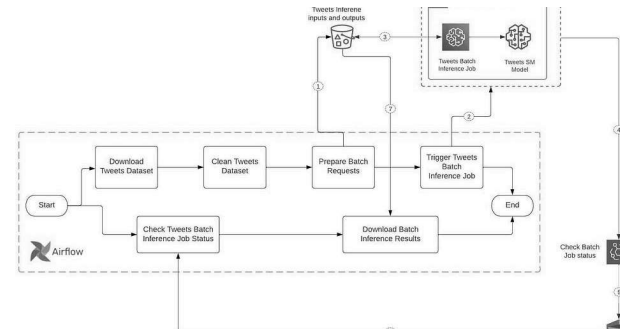 Tweets Inferene
inputs and outputs
3
Tweets Batch
Inference Job
Tweets SM
Model
1
7
2
4
Download
Tweets Dataset
Clean Tweets
Dataset
Prepare Batch
Requests
Trigger Tweets
Batch
Inference Job
Start
End
Check Tweets Batch
Inference Job Status
Download Batch
Inference Results
Airflow
Check Batch
Job status
5